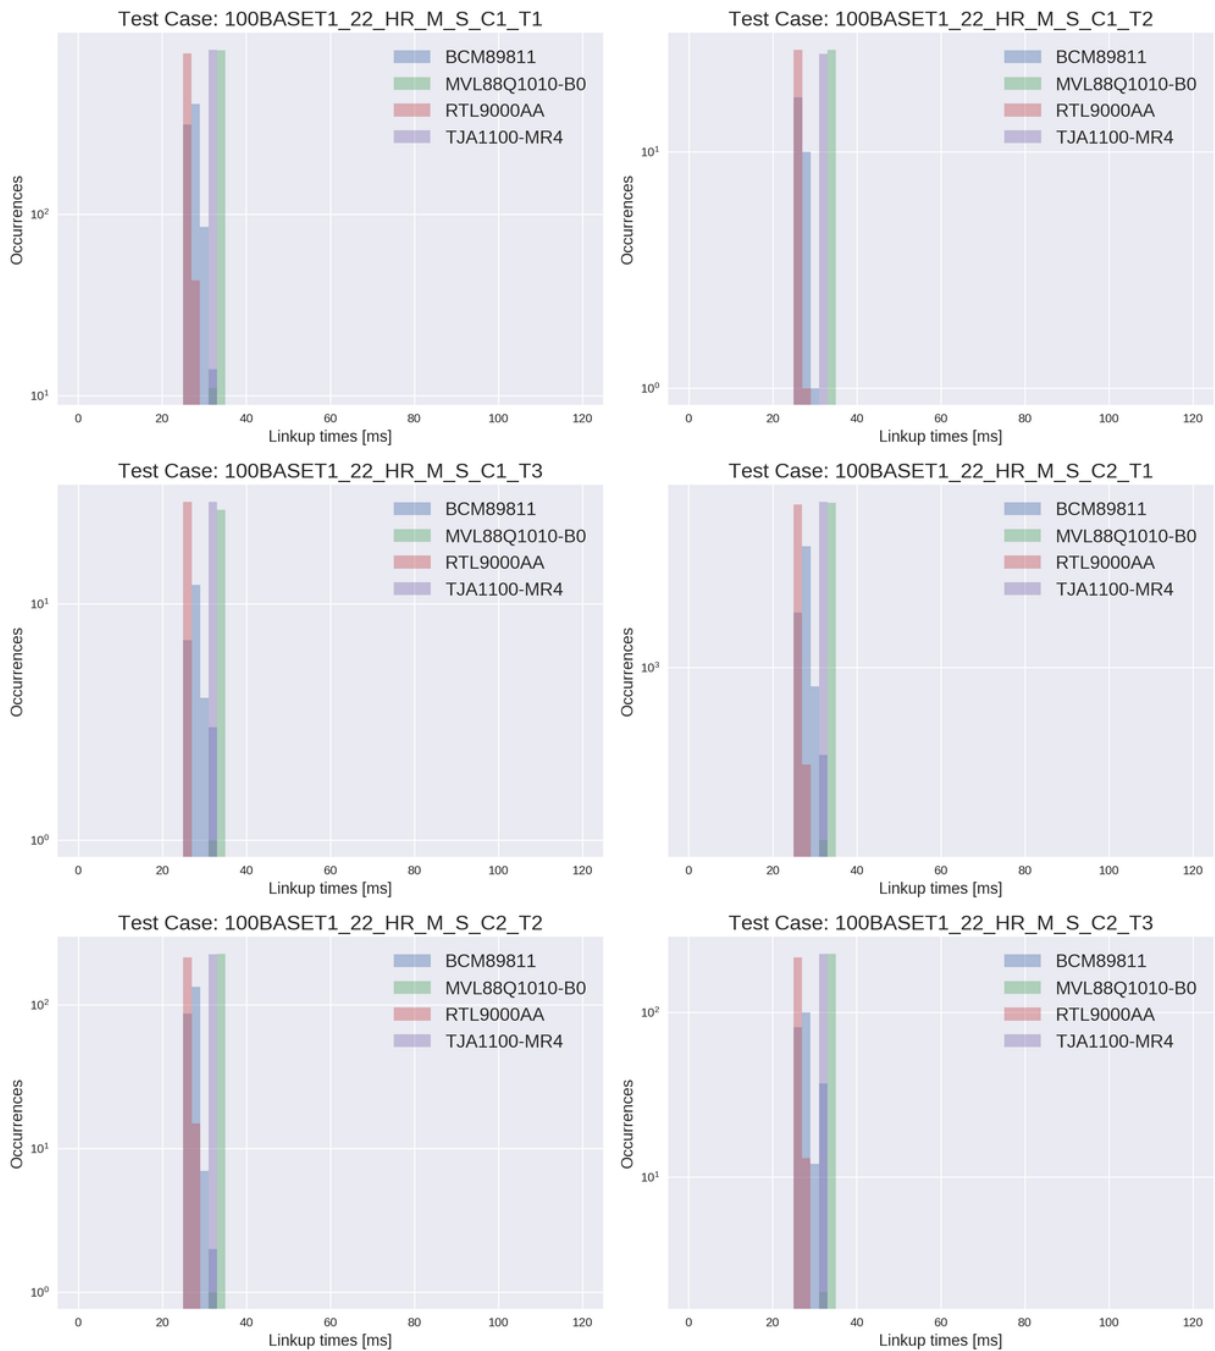 Test Case: 100BASET1_22_HR_M_S_C1_T1
BCM89811
MVL88Q1010-B0
RTL9000AA
TJA1100-MR4
Occurrences
10²
10¹
0 20 40 60 80 100 120
Linkup times [ms]
Test Case: 100BASET1_22_HR_M_S_C1_T2
BCM89811
MVL88Q1010-B0
RTL9000AA
TJA1100-MR4
Occurrences
10¹
10⁰
0 20 40 60 80 100 120
Linkup times [ms]
Test Case: 100BASET1_22_HR_M_S_C1_T3
BCM89811
MVL88Q1010-B0
RTL9000AA
TJA1100-MR4
Occurrences
10¹
10⁰
0 20 40 60 80 100 120
Linkup times [ms]
Test Case: 100BASET1_22_HR_M_S_C2_T1
BCM89811
MVL88Q1010-B0
RTL9000AA
TJA1100-MR4
Occurrences
10³
0 20 40 60 80 100 120
Linkup times [ms]
Test Case: 100BASET1_22_HR_M_S_C2_T2
BCM89811
MVL88Q1010-B0
RTL9000AA
TJA1100-MR4
Occurrences
10²
10¹
10⁰
0 20 40 60 80 100 120
Linkup times [ms]
Test Case: 100BASET1_22_HR_M_S_C2_T3
BCM89811
MVL88Q1010-B0
RTL9000AA
TJA1100-MR4
Occurrences
10²
10¹
0 20 40 60 80 100 120
Linkup times [ms]